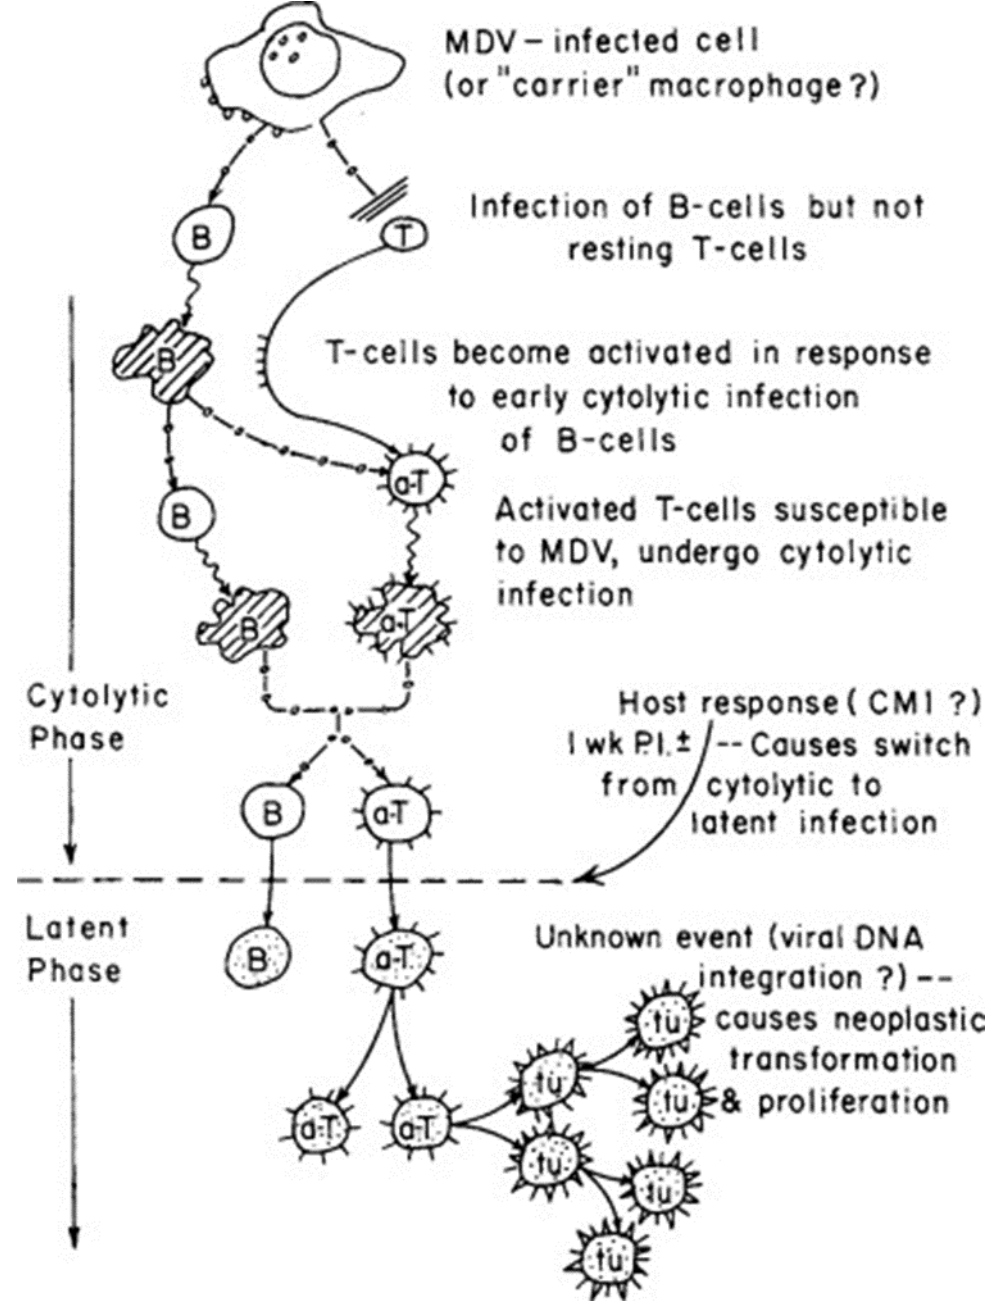 MDV – infected cell
(or "carrier" macrophage ?)
B
T
Infection of B-cells but not
resting T-cells
B
T-cells become activated in response
to early cytolytic infection
of B-cells
a-T
B
Activated T-cells susceptible
to MDV, undergo cytolytic
infection
B
a-T
Cytolytic
Phase
Host response ( CMI ? )
1 wk P.I. ± -- Causes switch
from cytolytic to
latent infection
B
a-T
Latent
Phase
B
a-T
Unknown event (viral DNA
integration ?) --
causes neoplastic
transformation
& proliferation
tu
tu
tu
a-T
a-T
tu
tu
tu